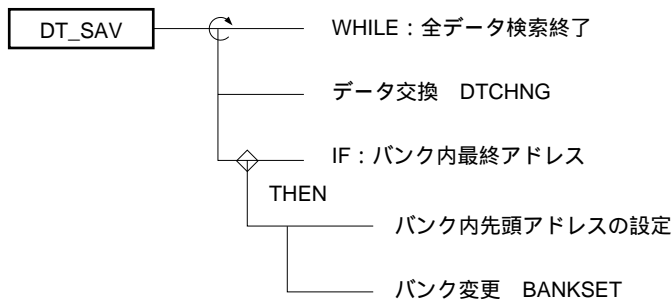 DT_SAV
WHILE：全データ検索終了
データ交換　DTCHNG
IF：バンク内最終アドレス
THEN
バンク内先頭アドレスの設定
バンク変更　BANKSET